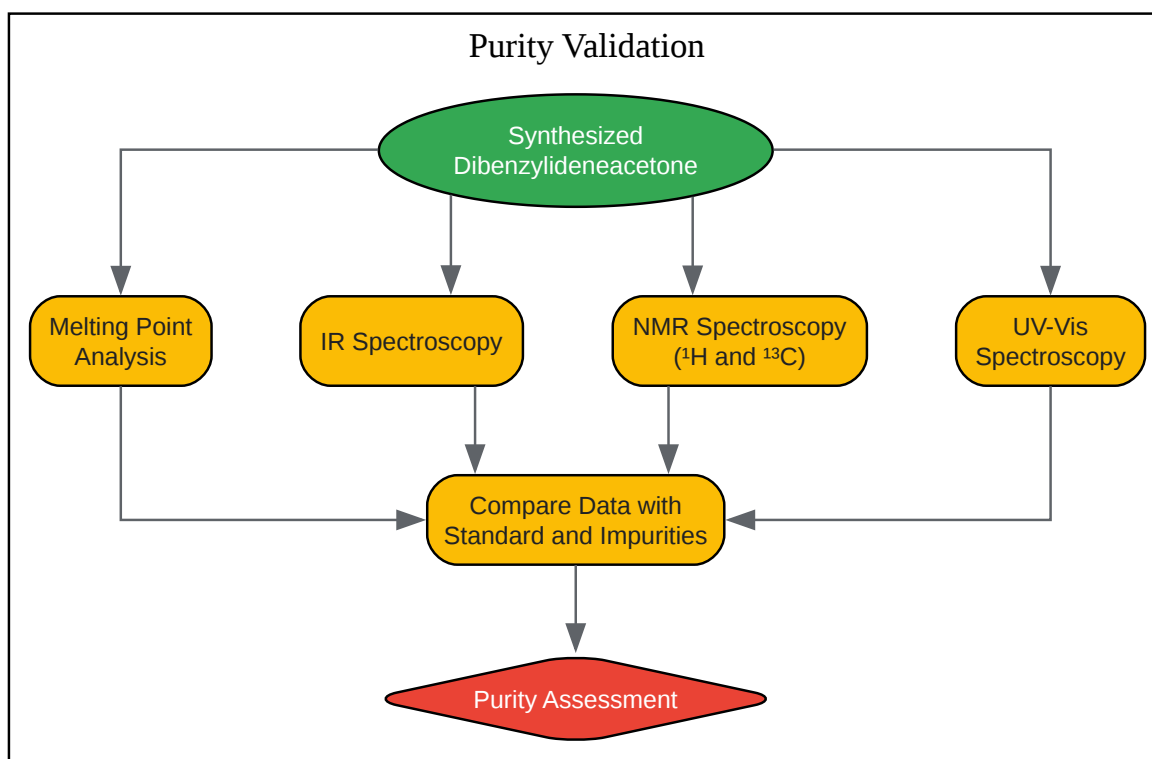 Purity Validation
Synthesized
Dibenzylideneacetone
Melting Point
Analysis
IR Spectroscopy
NMR Spectroscopy
(¹H and ¹³C)
UV-Vis
Spectroscopy
Compare Data with
Standard and Impurities
Purity Assessment